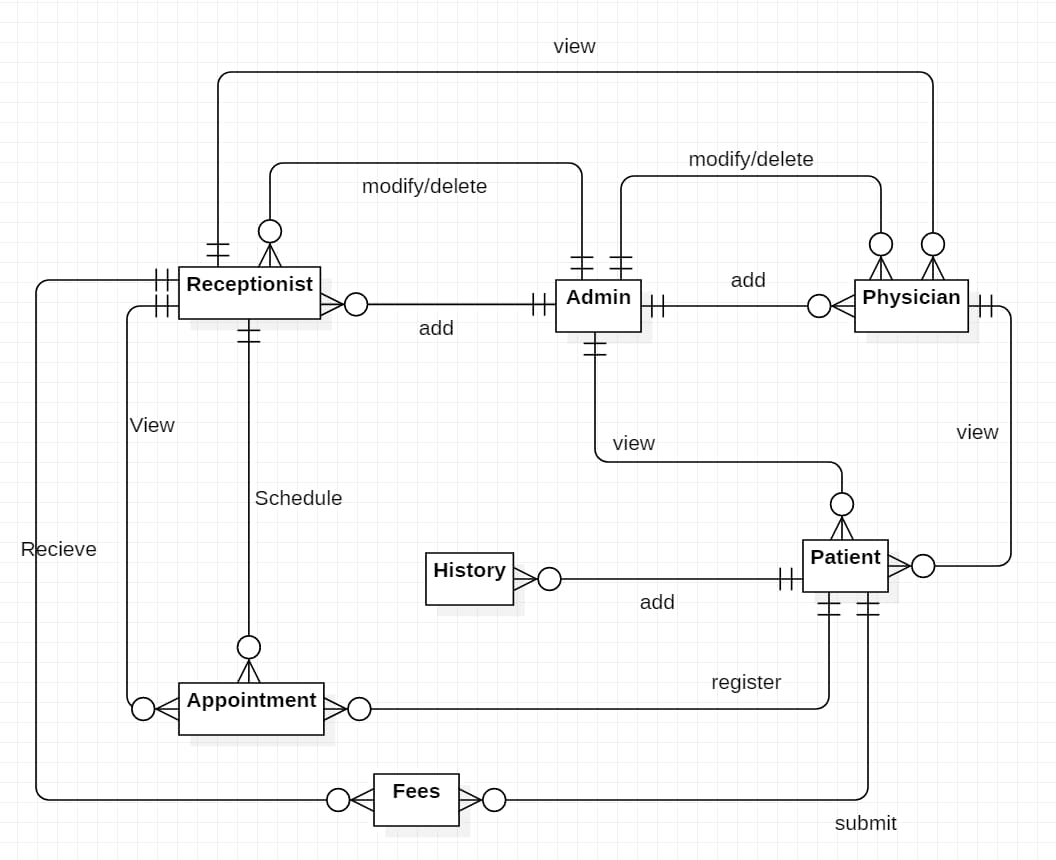 view
modify/delete
modify/delete
Receptionist
Admin
Physician
add
add
View
view
view
Schedule
Recieve
History
Patient
add
register
Appointment
Fees
submit